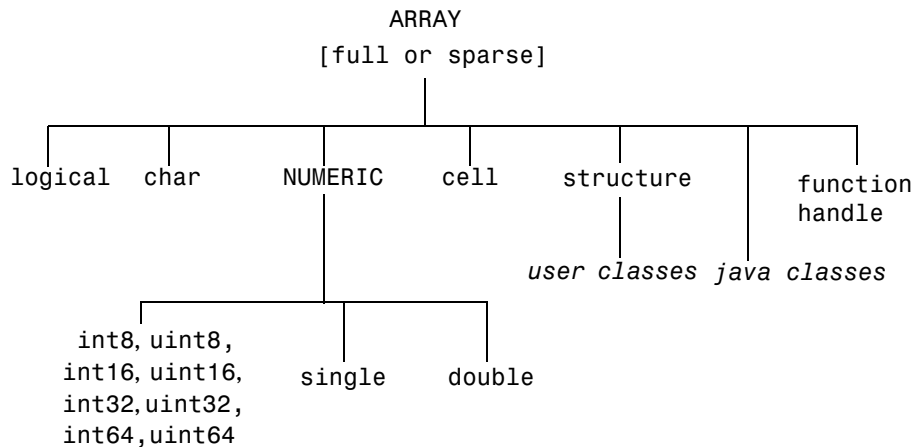 ARRAY
[full or sparse]
logical char NUMERIC cell structure function
handle
user classes java classes
int8, uint8,
int16, uint16,
int32, uint32,
int64, uint64
single double